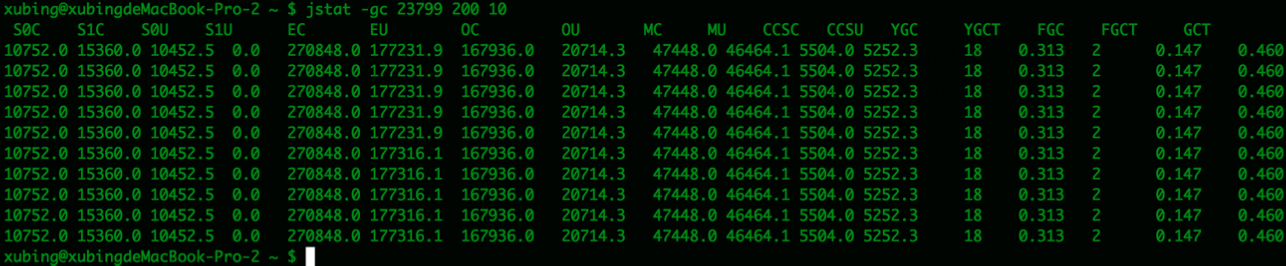 xubing@xubingdeMacBook-Pro-2 ~ $ jstat -gc 23799 200 10
S0C S1C S0U S1U EC EU OC OU MC MU CCSC CCSU YGC YGCT FGC FGCT GCT
10752.0 15360.0 10452.5 0.0 270848.0 177231.9 167936.0 20714.3 47448.0 46464.1 5504.0 5252.3 18 0.313 2 0.147 0.460
10752.0 15360.0 10452.5 0.0 270848.0 177231.9 167936.0 20714.3 47448.0 46464.1 5504.0 5252.3 18 0.313 2 0.147 0.460
10752.0 15360.0 10452.5 0.0 270848.0 177231.9 167936.0 20714.3 47448.0 46464.1 5504.0 5252.3 18 0.313 2 0.147 0.460
10752.0 15360.0 10452.5 0.0 270848.0 177231.9 167936.0 20714.3 47448.0 46464.1 5504.0 5252.3 18 0.313 2 0.147 0.460
10752.0 15360.0 10452.5 0.0 270848.0 177231.9 167936.0 20714.3 47448.0 46464.1 5504.0 5252.3 18 0.313 2 0.147 0.460
10752.0 15360.0 10452.5 0.0 270848.0 177316.1 167936.0 20714.3 47448.0 46464.1 5504.0 5252.3 18 0.313 2 0.147 0.460
10752.0 15360.0 10452.5 0.0 270848.0 177316.1 167936.0 20714.3 47448.0 46464.1 5504.0 5252.3 18 0.313 2 0.147 0.460
10752.0 15360.0 10452.5 0.0 270848.0 177316.1 167936.0 20714.3 47448.0 46464.1 5504.0 5252.3 18 0.313 2 0.147 0.460
10752.0 15360.0 10452.5 0.0 270848.0 177316.1 167936.0 20714.3 47448.0 46464.1 5504.0 5252.3 18 0.313 2 0.147 0.460
10752.0 15360.0 10452.5 0.0 270848.0 177316.1 167936.0 20714.3 47448.0 46464.1 5504.0 5252.3 18 0.313 2 0.147 0.460
xubing@xubingdeMacBook-Pro-2 ~ $